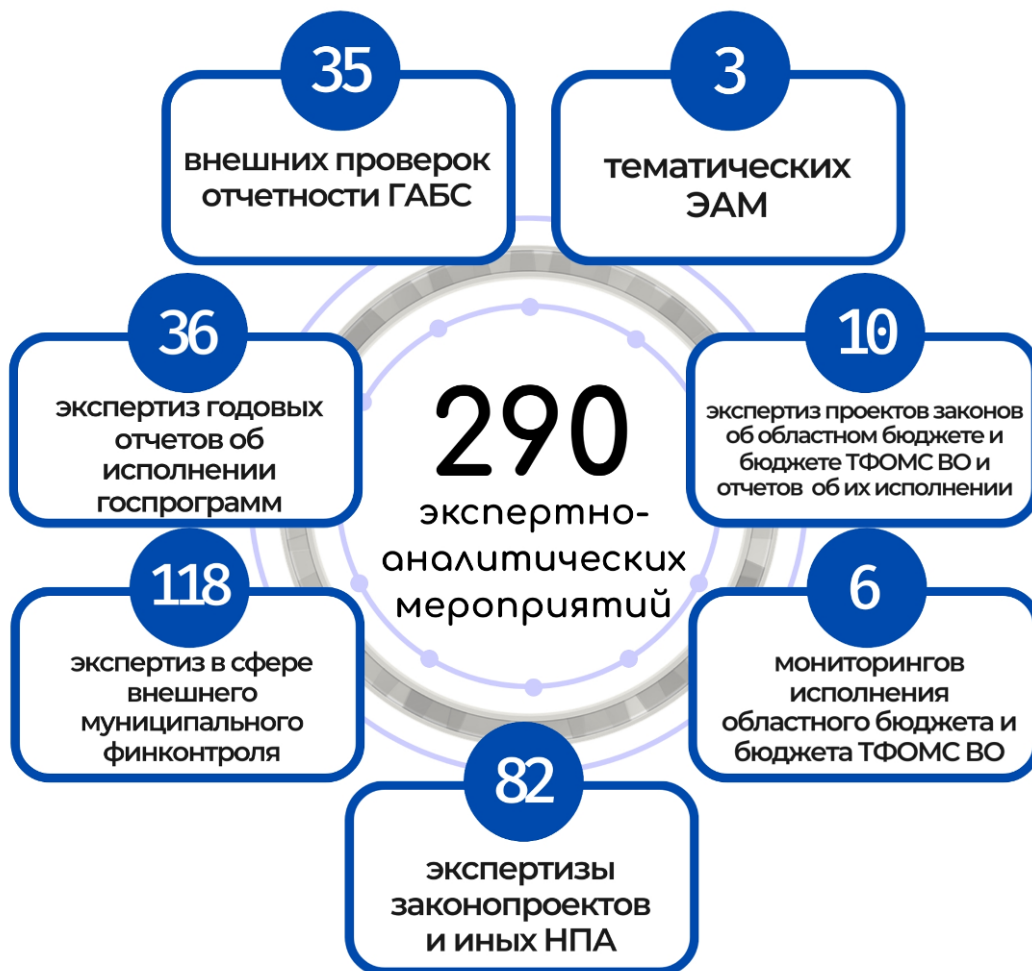 35
внешних проверок
отчетности ГАБС
3
тематических
ЭАМ
36
экспертиз годовых
отчетов об
исполнении
госпрограмм
10
экспертиз проектов законов
об областном бюджете и
бюджете ТФОМС ВО и
отчетов об их исполнении
290
экспертно-
аналитических
мероприятий
118
экспертиз в сфере
внешнего
муниципального
финконтроля
6
мониторингов
исполнения
областного бюджета и
бюджета ТФОМС ВО
82
экспертизы
законопроектов
и иных НПА